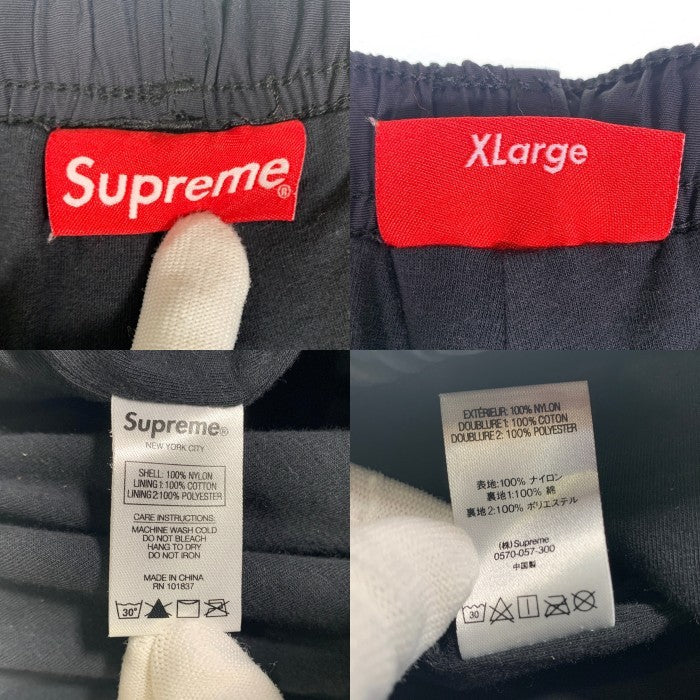 Supreme®
XLarge
Supreme®
NEW YORK CITY
SHELL: 100% NYLON
LINING 1: 100% COTTON
LINING 2: 100% POLYESTER
CARE INSTRUCTIONS:
MACHINE WASH COLD
DO NOT BLEACH
HANG TO DRY
DO NOT IRON
MADE IN CHINA
RN 101837
30°
EXTÉRIEUR: 100% NYLON
DOUBLURE 1: 100% COTON
DOUBLURE 2: 100% POLYESTER
表地:100% ナイロン
裏地1:100% 綿
裏地2:100% ポリエステル
(株) Supreme
0570-057-300
中国製
30